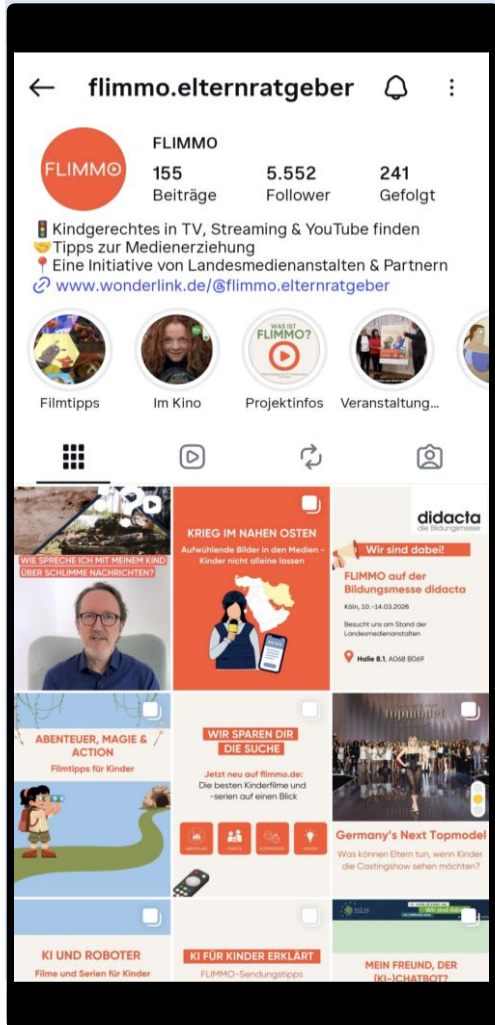 flimmo.elternratgeber
FLIMMO
FLIMMO
155
5.552
241
Beiträge
Follower
Gefolgt
🚦Kindgerechtes in TV, Streaming & YouTube finden
🤝Tipps zur Medienerziehung
📍Eine Initiative von Landesmedienanstalten & Partnern
www.wonderlink.de/@flimmo.elternratgeber
WAS IST
FLIMMO?
Filmtipps
Im Kino
Projektinfos
Veranstaltung...
WIE SPRECHE ICH MIT MEINEM KIND
ÜBER SCHLIMME NACHRICHTEN?
KRIEG IM NAHEN OSTEN
Aufwühlende Bilder in den Medien –
Kinder nicht alleine lassen
didacta
die Bildungsmesse
Wir sind dabei!
FLIMMO auf der
Bildungsmesse didacta
Köln, 10.-14.03.2026
Besucht uns am Stand der
Landesmedienanstalten
Halle 8.1, A068 B069
ABENTEUER, MAGIE &
ACTION
Filmtipps für Kinder
WIR SPAREN DIR
DIE SUCHE
Jetzt neu auf flimmo.de:
Die besten Kinderfilme und
-serien auf einen Blick
topmodel
Germany's Next Topmodel
Was können Eltern tun, wenn Kinder
die Castingshow sehen möchten?
KI UND ROBOTER
Filme und Serien für Kinder
KI FÜR KINDER ERKLÄRT
FLIMMO-Sendungstipps
Wir sind dabei
MEIN FREUND, DER
(KI-)CHATBOT?